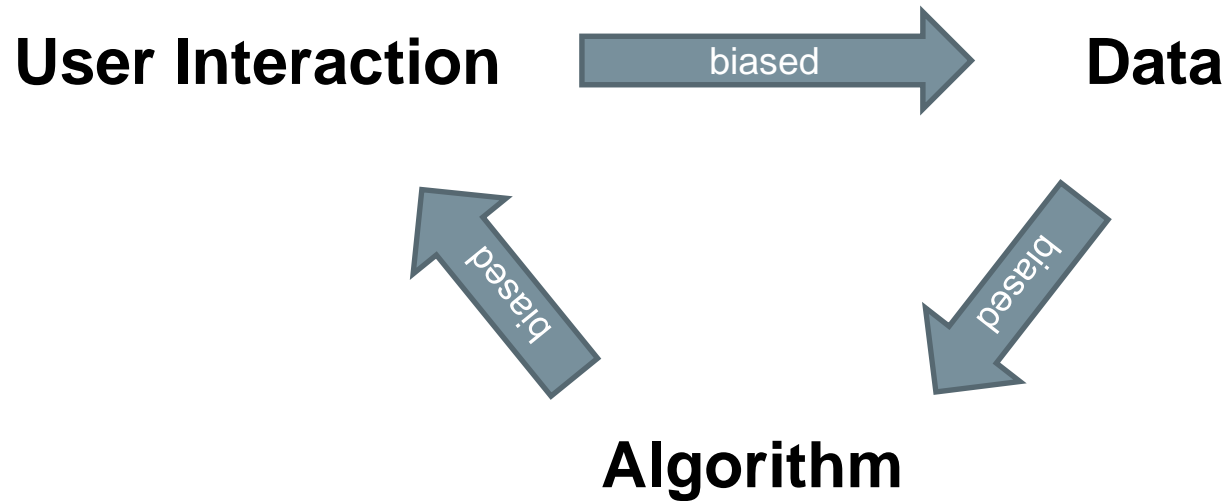 User Interaction
biased
Data
biased
biased
Algorithm